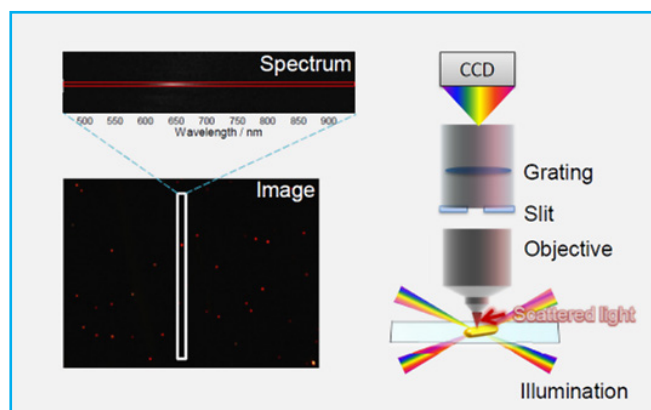 Spectrum
500 550 600 650 700 750 800 850 900
Wavelength / nm
Image
CCD
Grating
Slit
Objective
Scattered light
Illumination